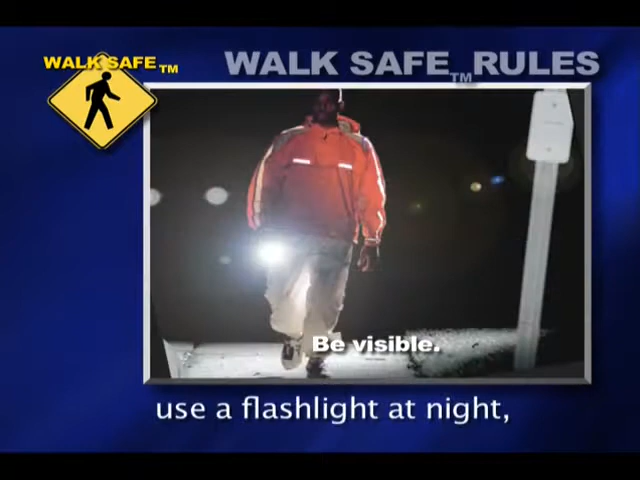 WALK SAFE™
WALK SAFE™ RULES
Be visible.
use a flashlight at night,